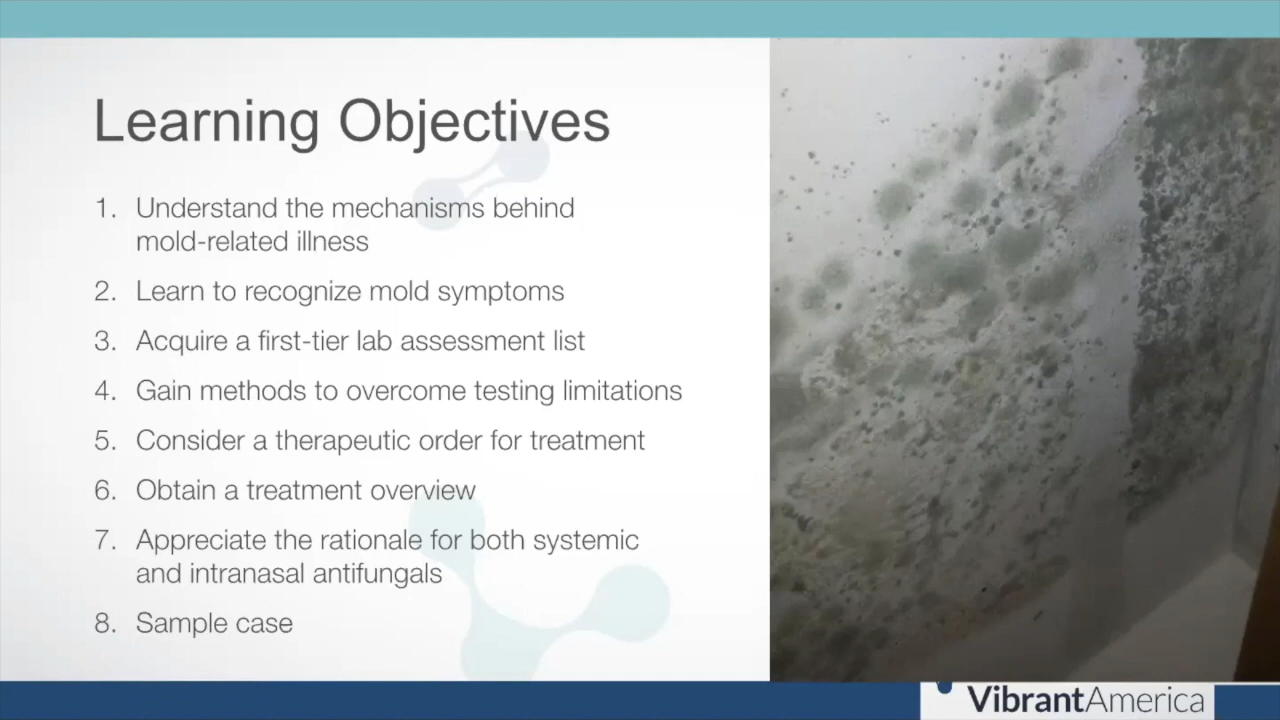 Learning Objectives
1. Understand the mechanisms behind
mold-related illness
2. Learn to recognize mold symptoms
3. Acquire a first-tier lab assessment list
4. Gain methods to overcome testing limitations
5. Consider a therapeutic order for treatment
6. Obtain a treatment overview
7. Appreciate the rationale for both systemic
and intranasal antifungals
8. Sample case
VibrantAmerica